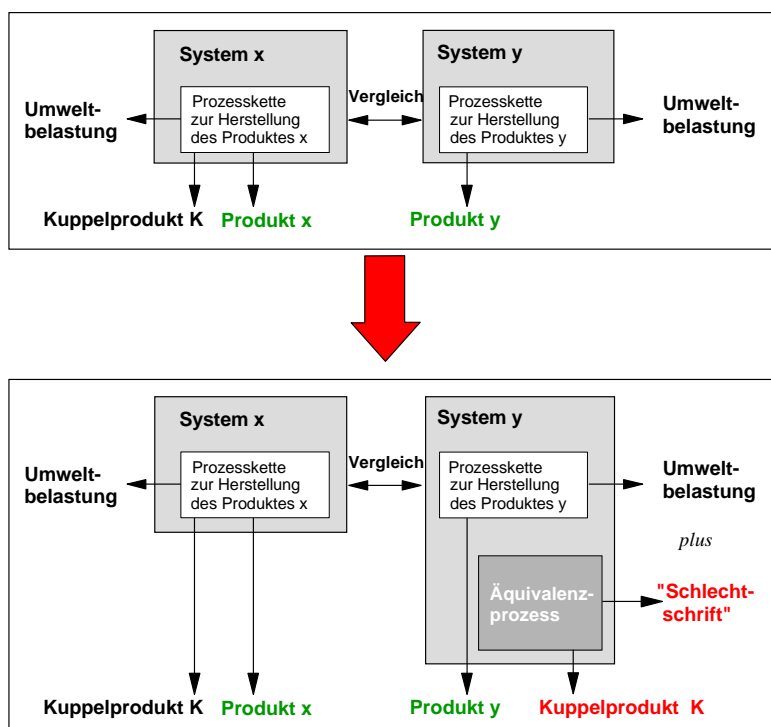 System x
System y
Umwelt-
belastung
Prozesskette
zur Herstellung
des Produktes x
Vergleich
Prozesskette
zur Herstellung
des Produktes y
Umwelt-
belastung
Kuppelprodukt K
Produkt x
Produkt y
System x
System y
Umwelt-
belastung
Prozesskette
zur Herstellung
des Produktes x
Vergleich
Prozesskette
zur Herstellung
des Produktes y
Umwelt-
belastung
plus
Äquivalenz-
prozess
"Schlecht-
schrift"
Kuppelprodukt K
Produkt x
Produkt y
Kuppelprodukt K